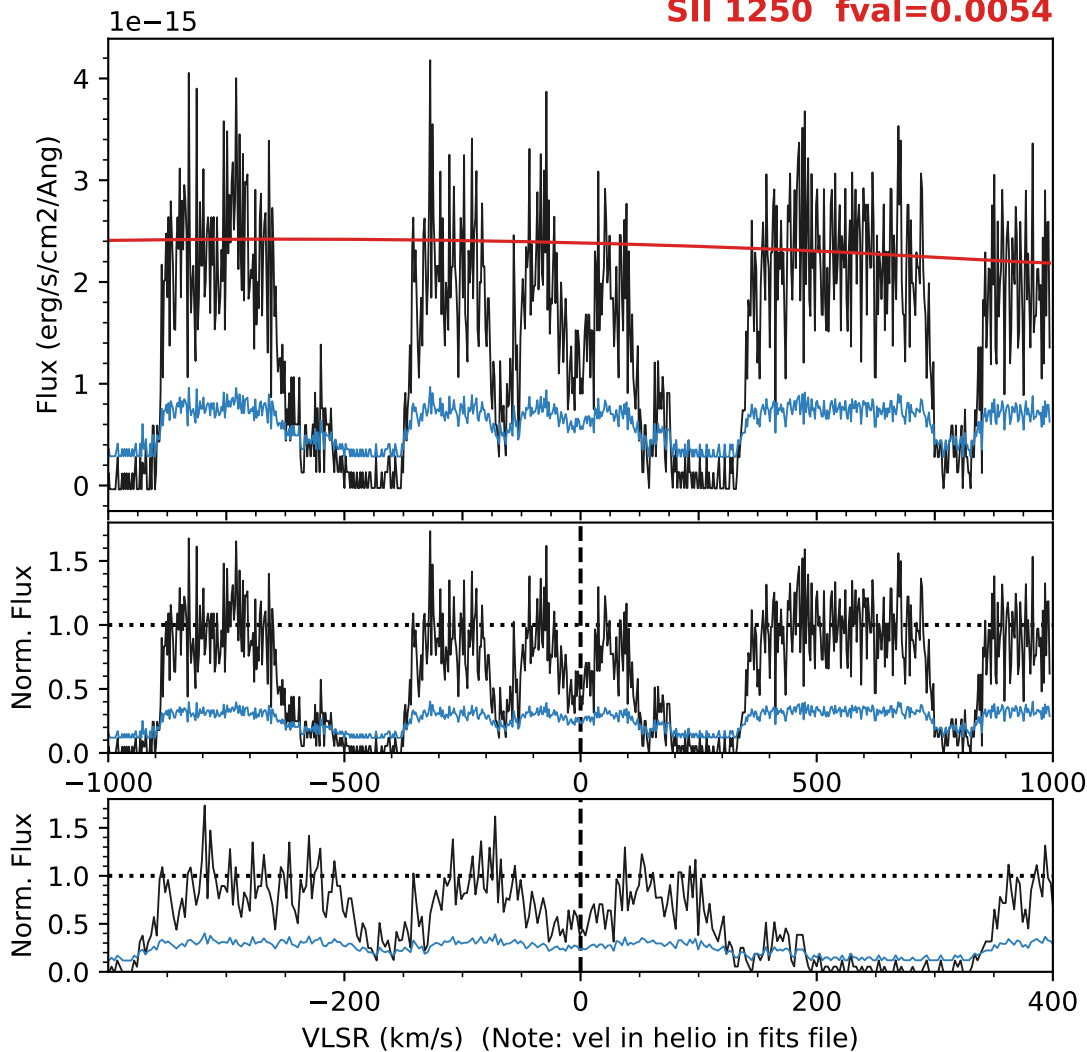 1e−15
SII 1250 fval=0.0054
4
3
2
1
0
Flux (erg/s/cm2/Ang)
1.5
1.0
0.5
0.0
Norm. Flux
−1000 −500 0 500 1000
1.5
1.0
0.5
0.0
Norm. Flux
−200 0 200 400
VLSR (km/s) (Note: vel in helio in fits file)